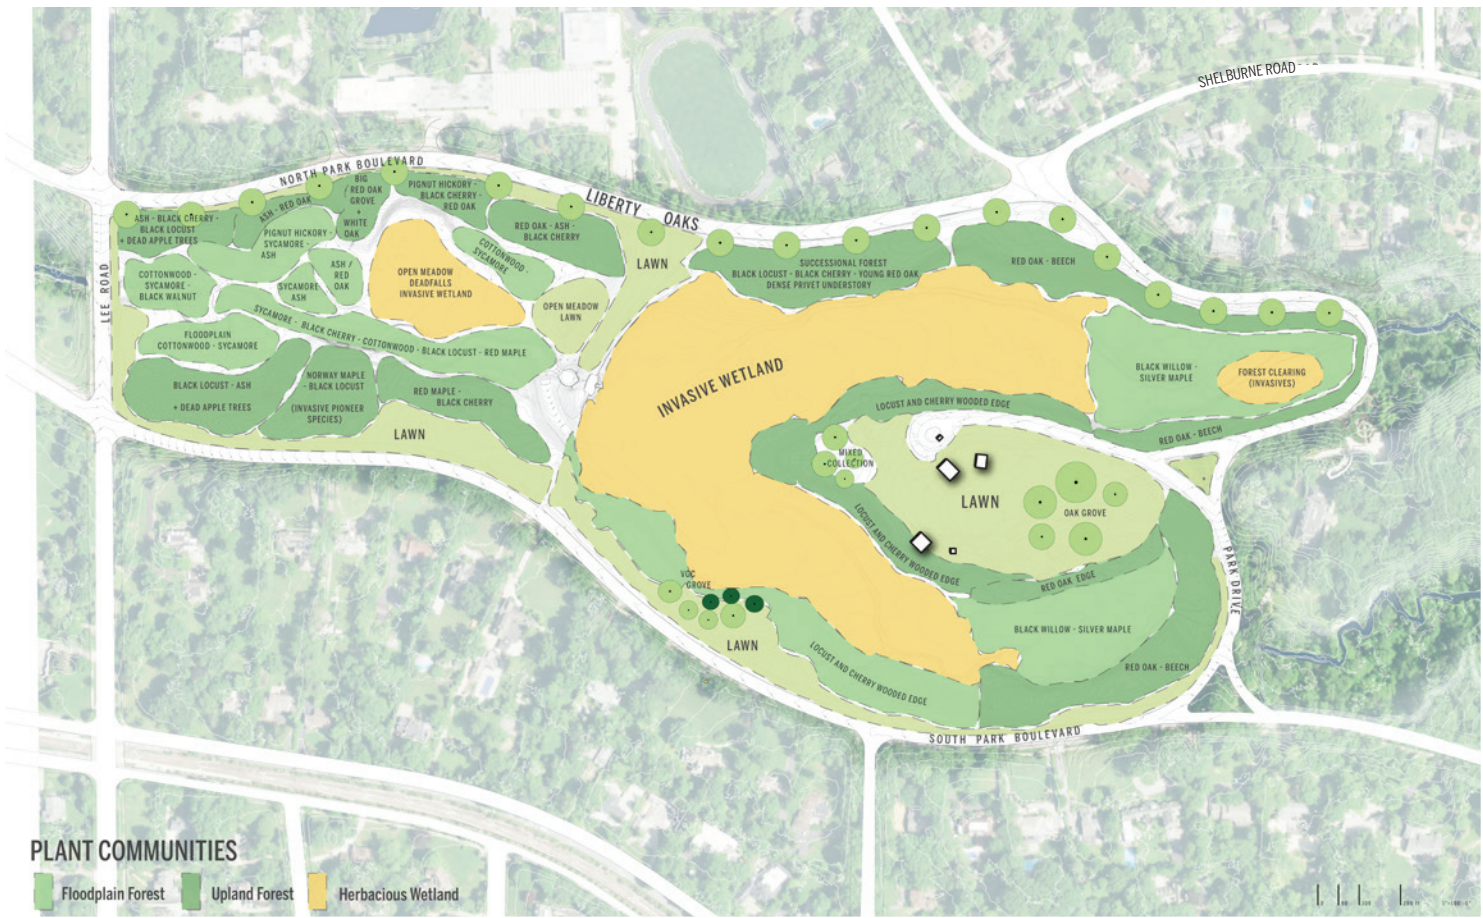 SHELBURNE ROAD
NORTH PARK BOULEVARD
LIBERTY OAKS
LEE ROAD
ASH - BLACK CHERRY -
BLACK LOCUST
+ DEAD APPLE TREES
ASH - RED OAK
BIG
RED OAK
GROVE
+
WHITE
OAK
PIGNUT HICKORY -
BLACK CHERRY -
RED OAK
RED OAK - ASH -
BLACK CHERRY
PIGNUT HICKORY -
SYCAMORE -
ASH
COTTONWOOD -
SYCAMORE
COTTONWOOD -
SYCAMORE -
BLACK WALNUT
SYCAMORE
ASH
ASH /
RED
OAK
OPEN MEADOW
DEADFALLS
INVASIVE WETLAND
LAWN
OPEN MEADOW
LAWN
SUCCESSIONAL FOREST
BLACK LOCUST - BLACK CHERRY - YOUNG RED OAK
DENSE PRIVET UNDERSTORY
RED OAK - BEECH
SYCAMORE - BLACK CHERRY - COTTONWOOD - BLACK LOCUST - RED MAPLE
FLOODPLAIN
COTTONWOOD - SYCAMORE
BLACK LOCUST - ASH
+ DEAD APPLE TREES
NORWAY MAPLE
- BLACK LOCUST
(INVASIVE PIONEER
SPECIES)
RED MAPLE -
BLACK CHERRY
LAWN
INVASIVE WETLAND
BLACK WILLOW -
SILVER MAPLE
FOREST CLEARING
(INVASIVES)
LOCUST AND CHERRY WOODED EDGE
RED OAK - BEECH
MIXED
COLLECTION
LAWN
OAK GROVE
LOCUST AND CHERRY WOODED EDGE
RED OAK EDGE
PARK DRIVE
VGC
GROVE
LAWN
BLACK WILLOW - SILVER MAPLE
LOCUST AND CHERRY WOODED EDGE
RED OAK - BEECH
SOUTH PARK BOULEVARD
PLANT COMMUNITIES
Floodplain Forest
Upland Forest
Herbacious Wetland